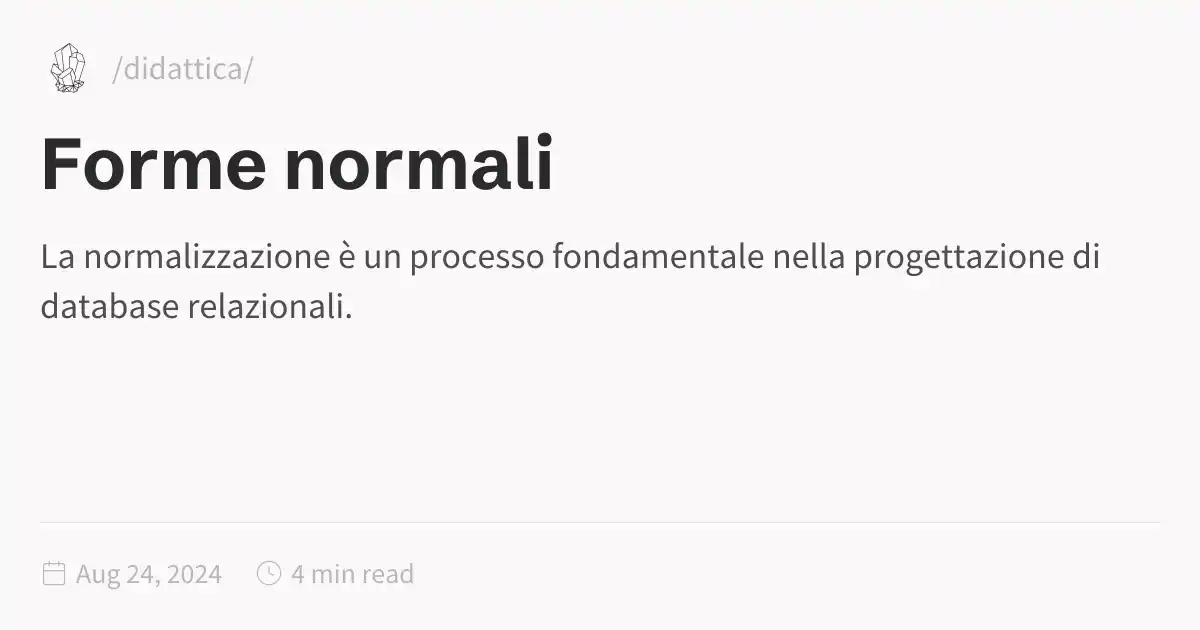 /didattica/
Forme normali
La normalizzazione è un processo fondamentale nella progettazione di
database relazionali.
Aug 24, 2024 4 min read